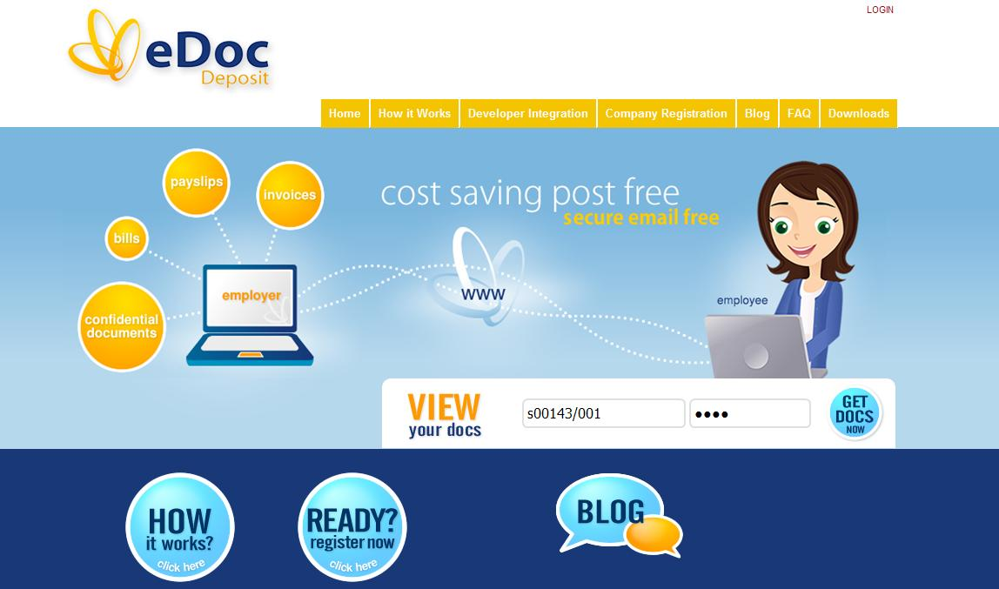 LOGIN
eDoc
Deposit
Home
How it Works
Developer Integration
Company Registration
Blog
FAQ
Downloads
payslips
invoices
bills
confidential
documents
employer
cost saving post free
secure email free
www
employee
VIEW
your docs
s00143/001
••••
GET
DOCS
NOW
HOW
it works?
click here
READY?
register now
click here
BLOG